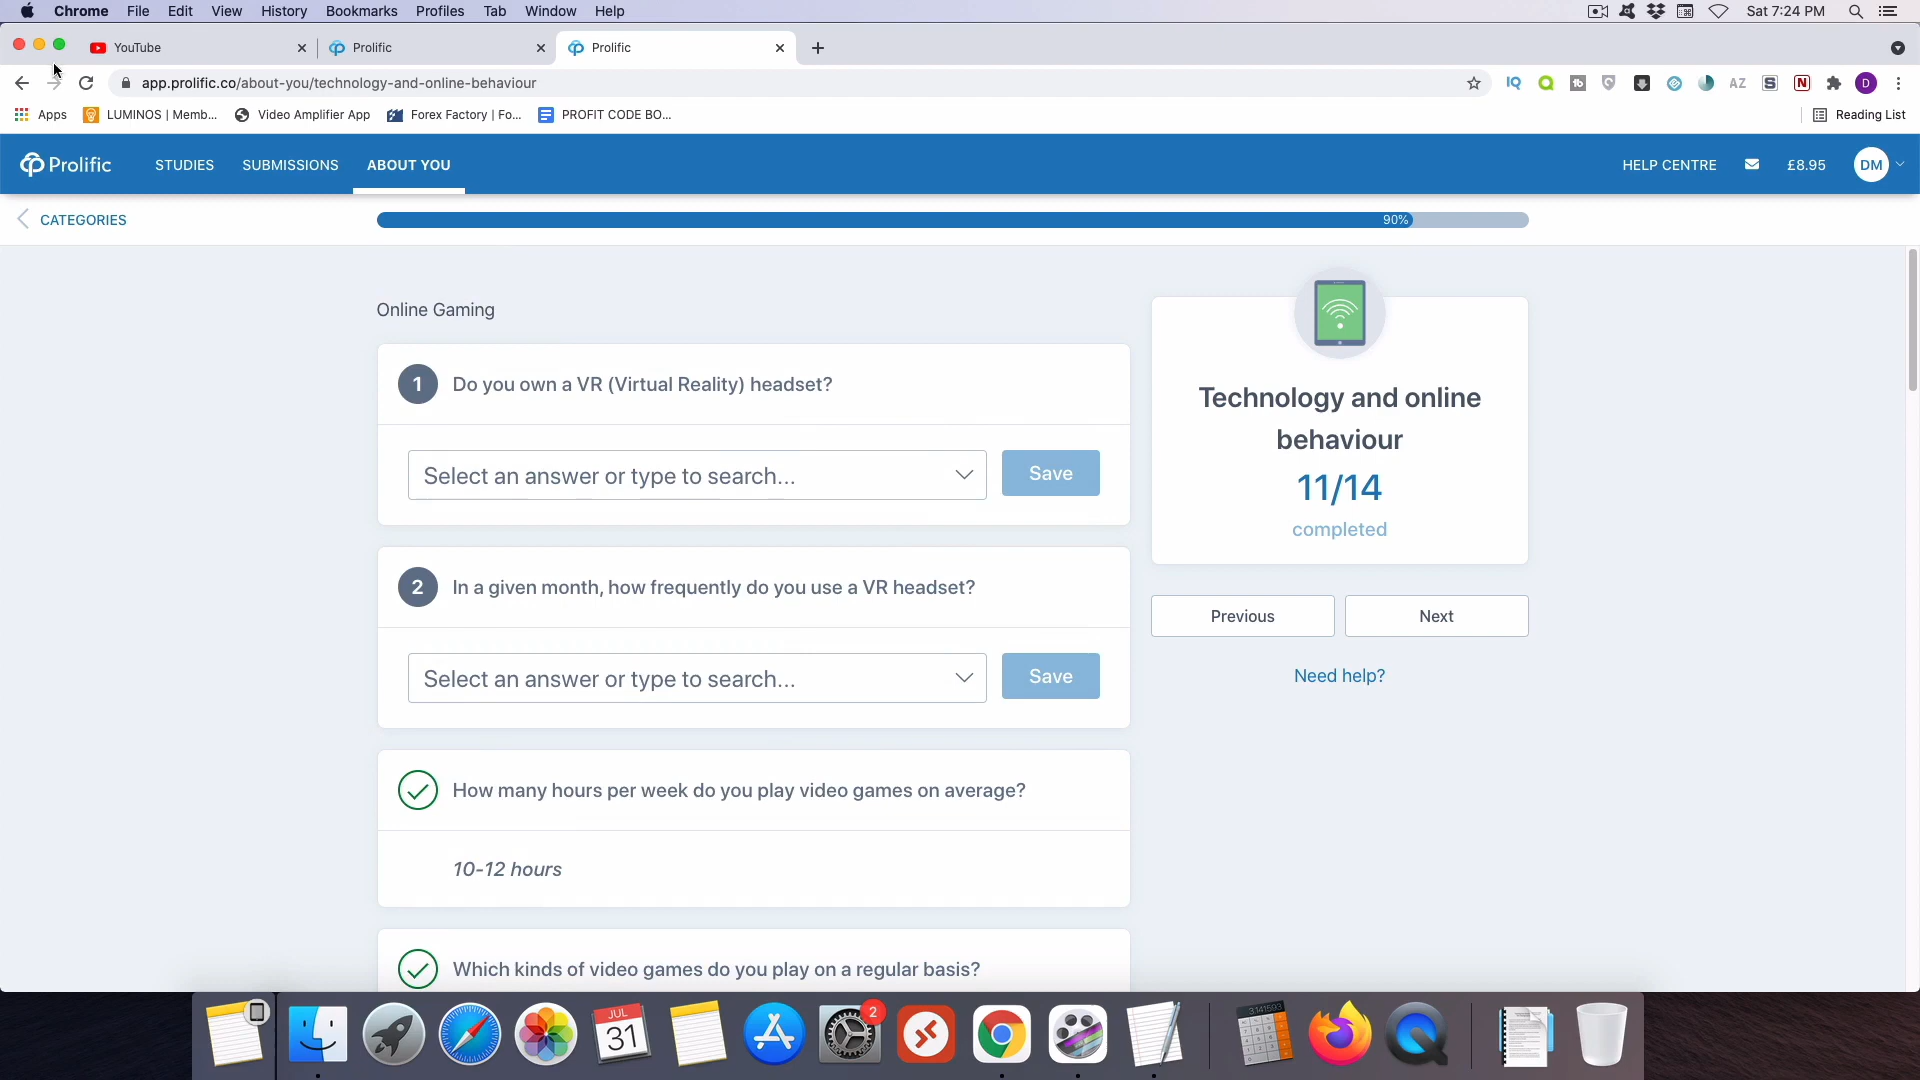 Chrome File Edit View History Bookmarks Profiles Tab Window Help
Sat 7:24 PM
YouTube
Prolific
Prolific
app.prolific.co/about-you/technology-and-online-behaviour
IQ
AZ
S
N
D
Apps
LUMINOS | Memb...
Video Amplifier App
Forex Factory | Fo...
PROFIT CODE BO...
Reading List
Prolific
STUDIES
SUBMISSIONS
ABOUT YOU
HELP CENTRE
£8.95
DM
CATEGORIES
90%
Online Gaming
1 Do you own a VR (Virtual Reality) headset?
Select an answer or type to search...
Save
2 In a given month, how frequently do you use a VR headset?
Select an answer or type to search...
Save
How many hours per week do you play video games on average?
10-12 hours
Which kinds of video games do you play on a regular basis?
Technology and online
behaviour
11/14
completed
Previous
Next
Need help?
JUL
31
2